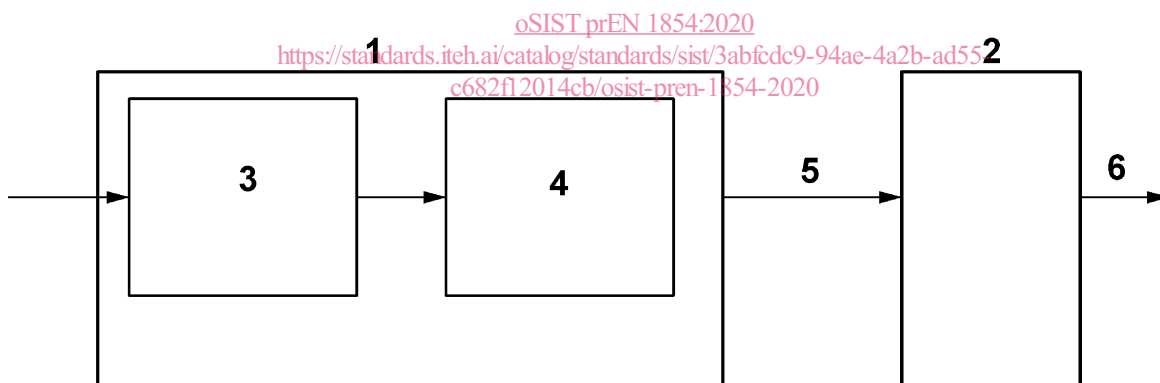 oSIST prEN 1854:2020
1
https://standards.iteh.ai/catalog/standards/sist/3abfcdc9-94ae-4a2b-ad55-
2
c682f12014cb/osist-pren-1854-2020
3
4
5
6